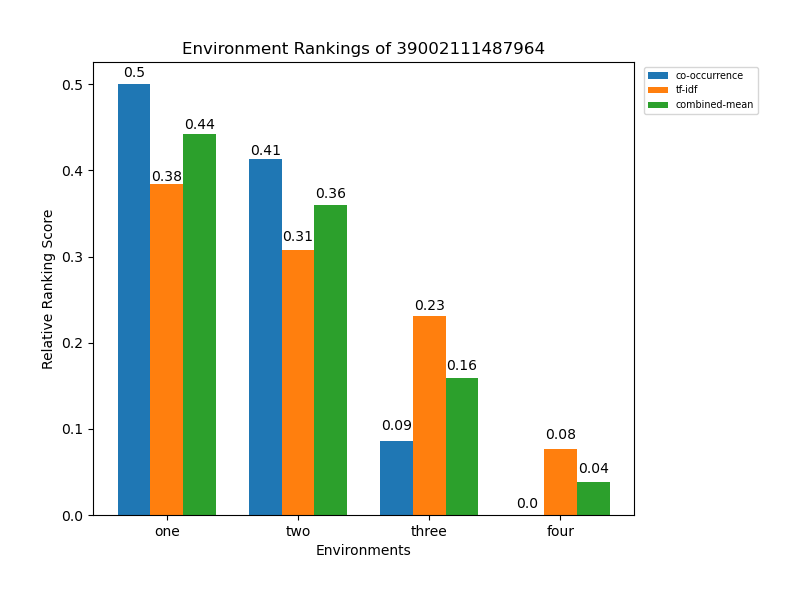 Environment Rankings of 39002111487964
co-occurrence
tf-idf
combined-mean
Relative Ranking Score
0.5
0.4
0.3
0.2
0.1
0.0
0.5
0.38
0.44
0.41
0.31
0.36
0.09
0.23
0.16
0.0
0.08
0.04
one two three four
Environments